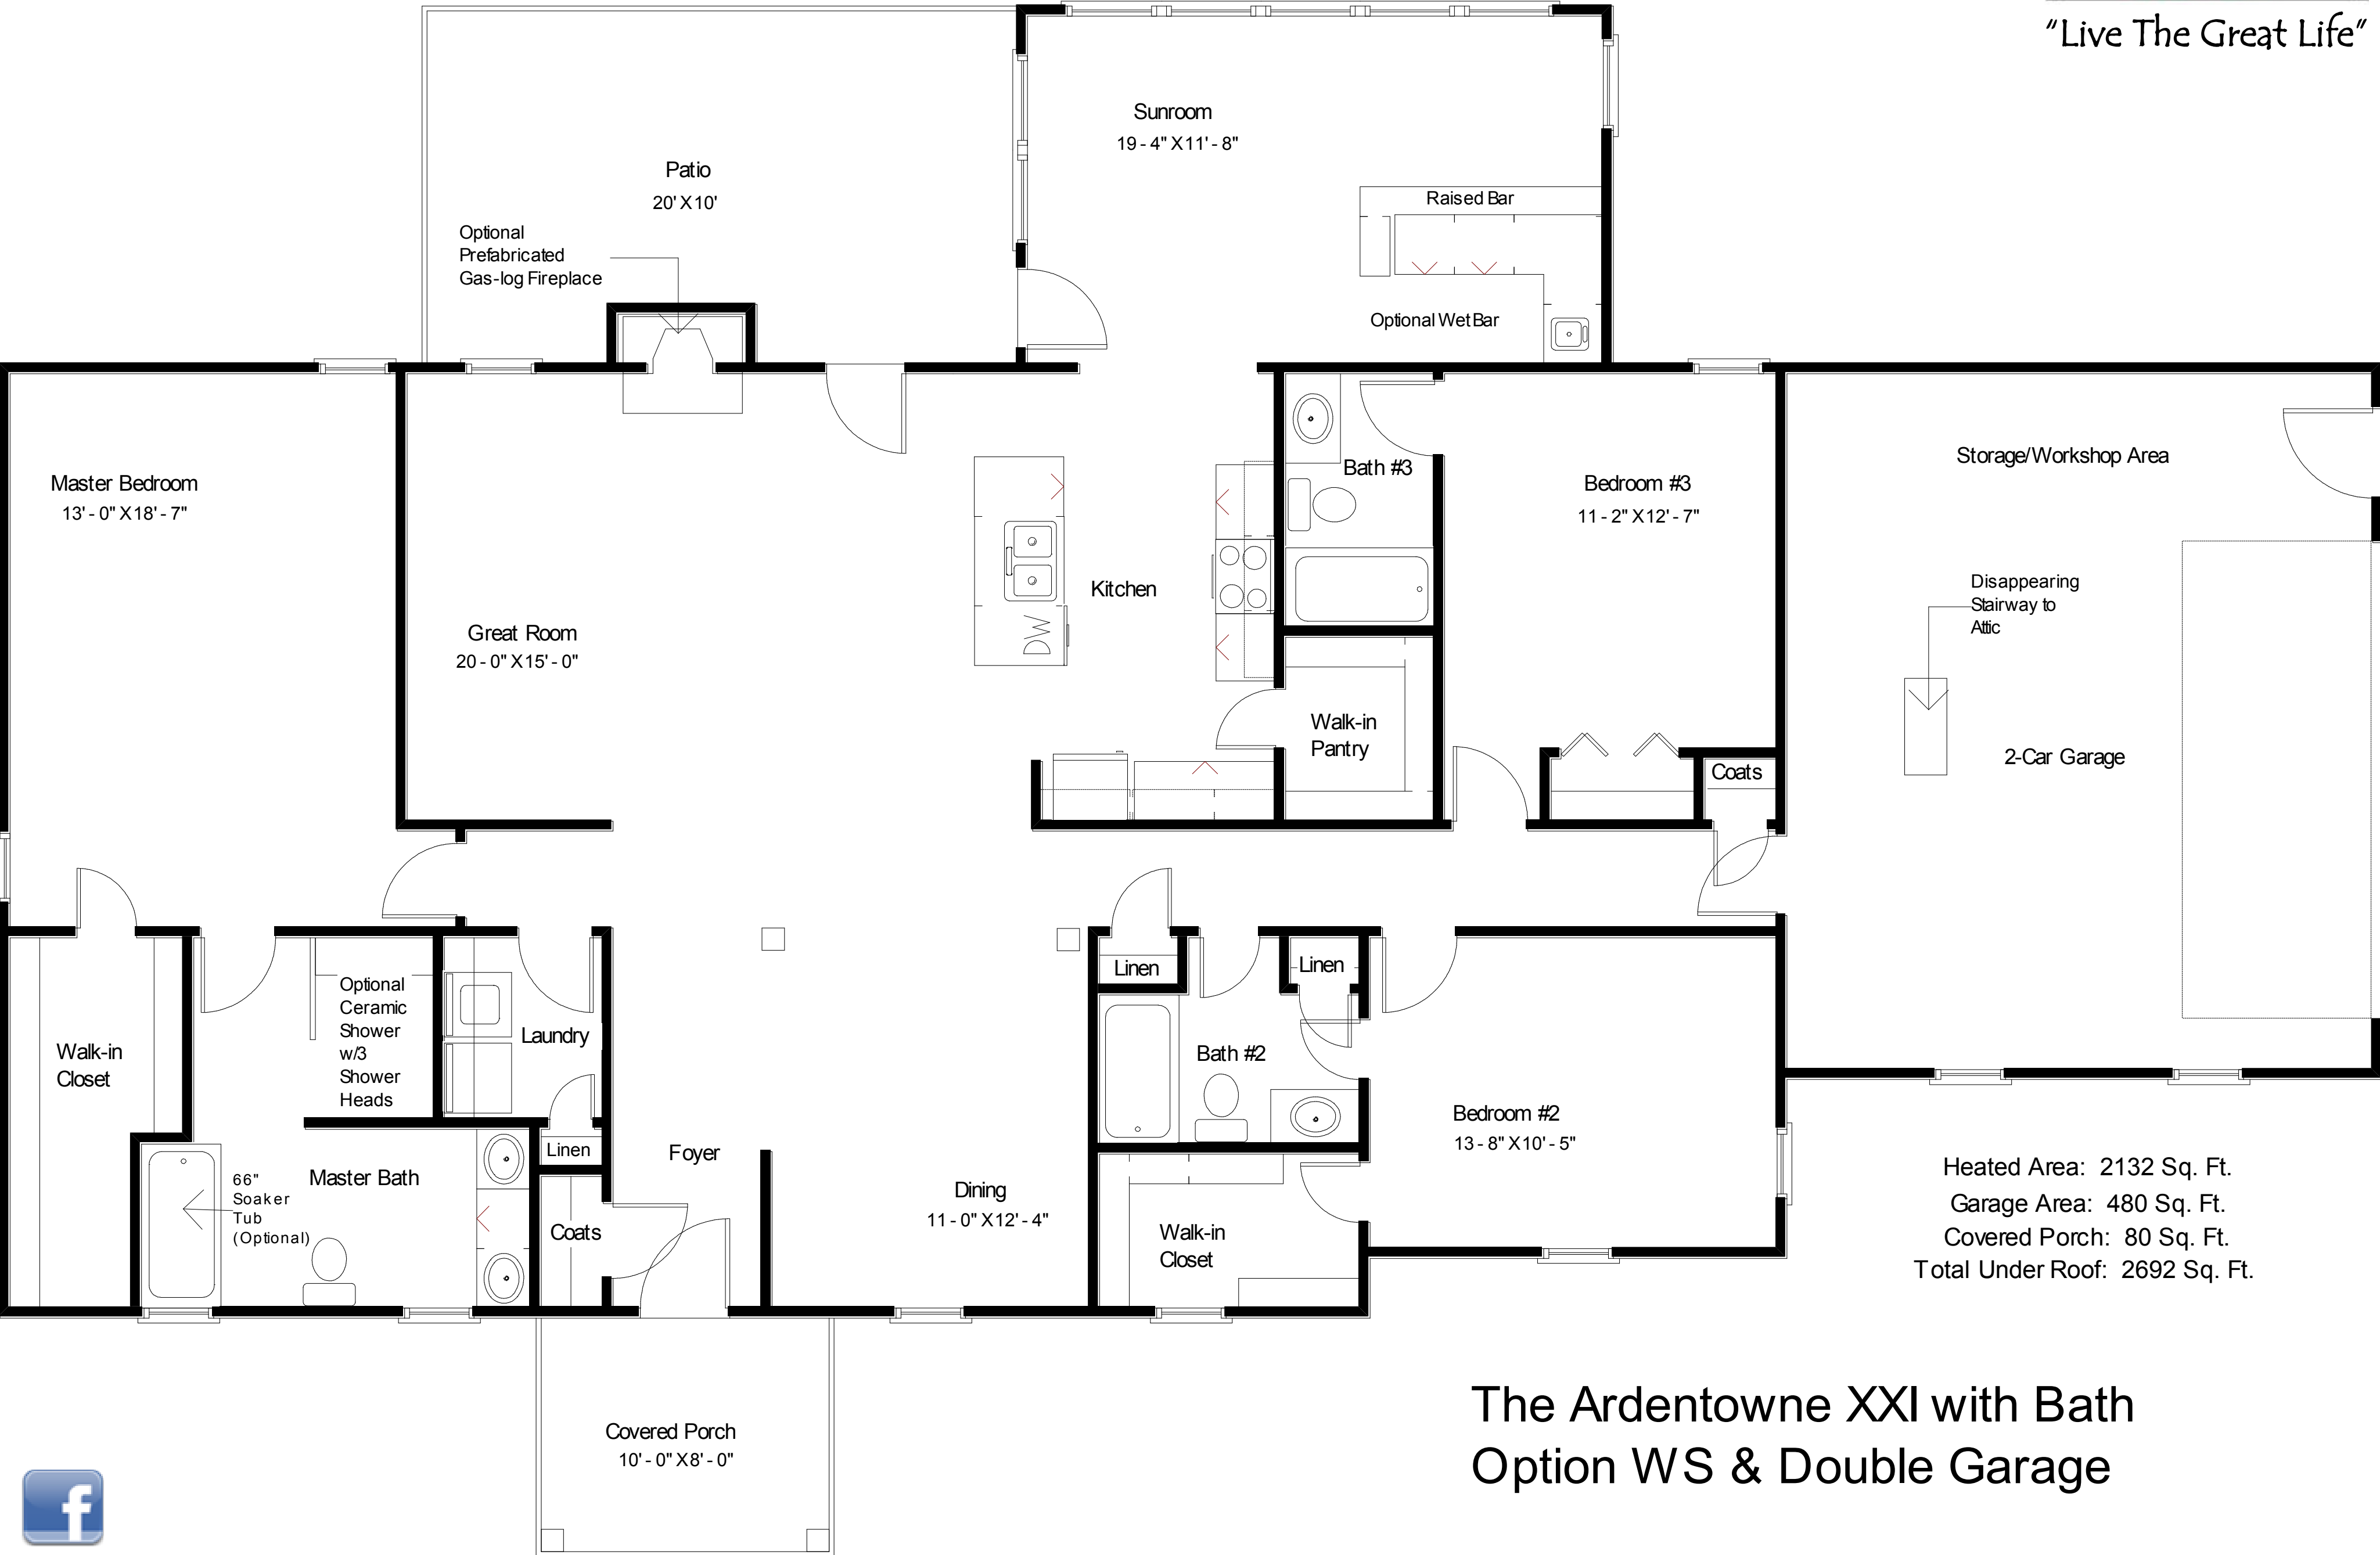 “Live The Great Life”
Sunroom
19 - 4" X 11' - 8"
Patio
20' X 10'
Raised Bar
Optional
Prefabricated
Gas-log Fireplace
Optional Wet Bar
Master Bedroom
13' - 0" X 18' - 7"
Bath #3
Bedroom #3
11 - 2" X 12' - 7"
Storage/Workshop Area
Kitchen
Great Room
20 - 0" X 15' - 0"
DW
Disappearing
Stairway to
Attic
Walk-in
Pantry
Coats
2-Car Garage
Linen
Linen
Optional
Ceramic
Shower
w/3
Shower
Heads
Laundry
Walk-in
Closet
Bath #2
Bedroom #2
13 - 8" X 10' - 5"
Linen
Foyer
Master Bath
66"
Soaker
Tub
(Optional)
Dining
11 - 0" X 12' - 4"
Coats
Walk-in
Closet
Heated Area: 2132 Sq. Ft.
Garage Area: 480 Sq. Ft.
Covered Porch: 80 Sq. Ft.
Total Under Roof: 2692 Sq. Ft.
Covered Porch
10' - 0" X 8' - 0"
The Ardentowne XXI with Bath
Option WS & Double Garage
f